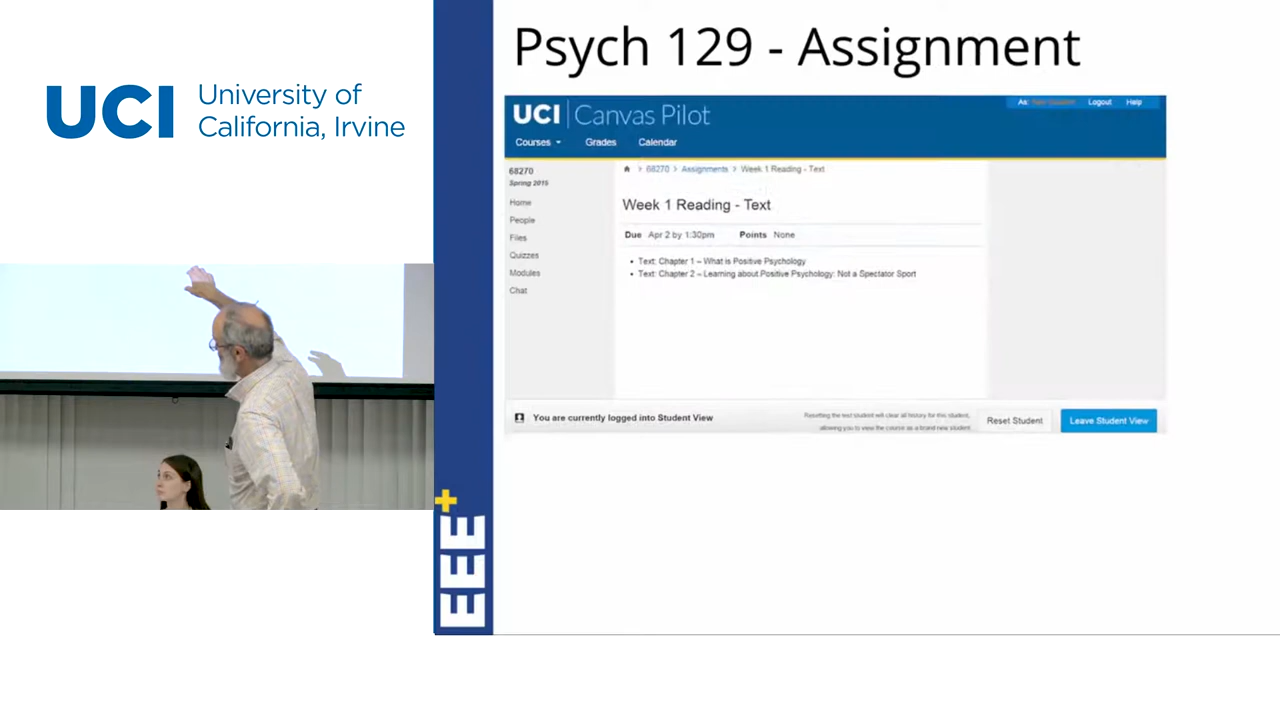 UCI
University of
California, Irvine
Psych 129 - Assignment
UCI | Canvas Pilot
As:
Logout
Help
Courses
Grades
Calendar
68270
Spring 2015
Home
People
Files
Quizzes
Modules
Chat
> 68270 > Assignments > Week 1 Reading - Text
Week 1 Reading - Text
Due Apr 2 by 1:30pm Points None
• Text: Chapter 1 – What is Positive Psychology
• Text: Chapter 2 – Learning about Positive Psychology: Not a Spectator Sport
You are currently logged into Student View
Resetting the test student will clear all history for this student,
allowing you to view the course as a brand new student
Reset Student
Leave Student View
EEE+